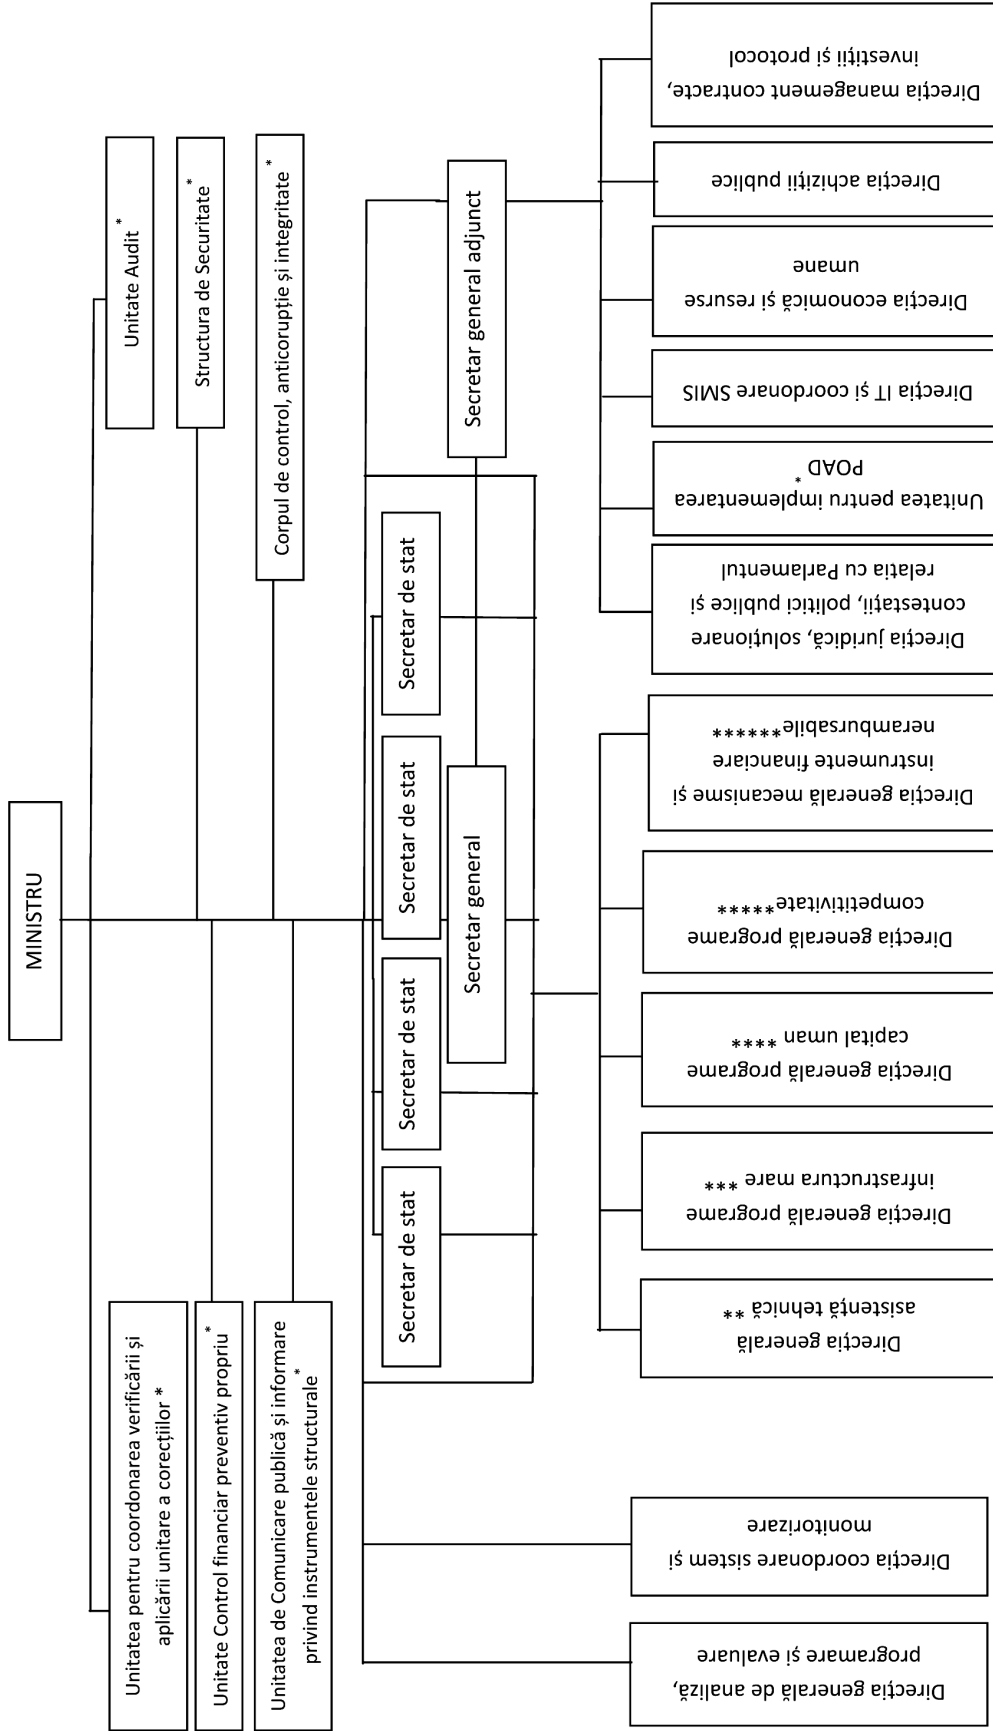 MINISTRU
Unitatea pentru coordonarea verificării și
aplicării unitare a corecțiilor *
Unitate Audit *
Unitate Control financiar preventiv propriu *
Structura de Securitate *
Unitatea de Comunicare publică și informare
privind instrumentele structurale *
Corpul de control, anticorupție și integritate *
Secretar de stat
Secretar de stat
Secretar de stat
Secretar de stat
Secretar general
Secretar general adjunct
Direcția generală de analiză,
programare și evaluare
Direcția coordonare sistem și
monitorizare
Direcția generală
asistență tehnică **
Direcția generală programe
infrastructura mare ***
Direcția generală programe
capital uman ****
Direcția generală programe
competitivitate*****
Direcția generală mecanisme și
instrumente financiare
nerambursabile******
Direcția juridică, soluționare
contestații, politici publice și
relatia cu Parlamentul
Unitatea pentru implementarea
POAD *
Direcția IT și coordonare SMIS
Direcția economică și resurse
umane
Direcția achiziții publice
Direcția management contracte,
investiții și protocol